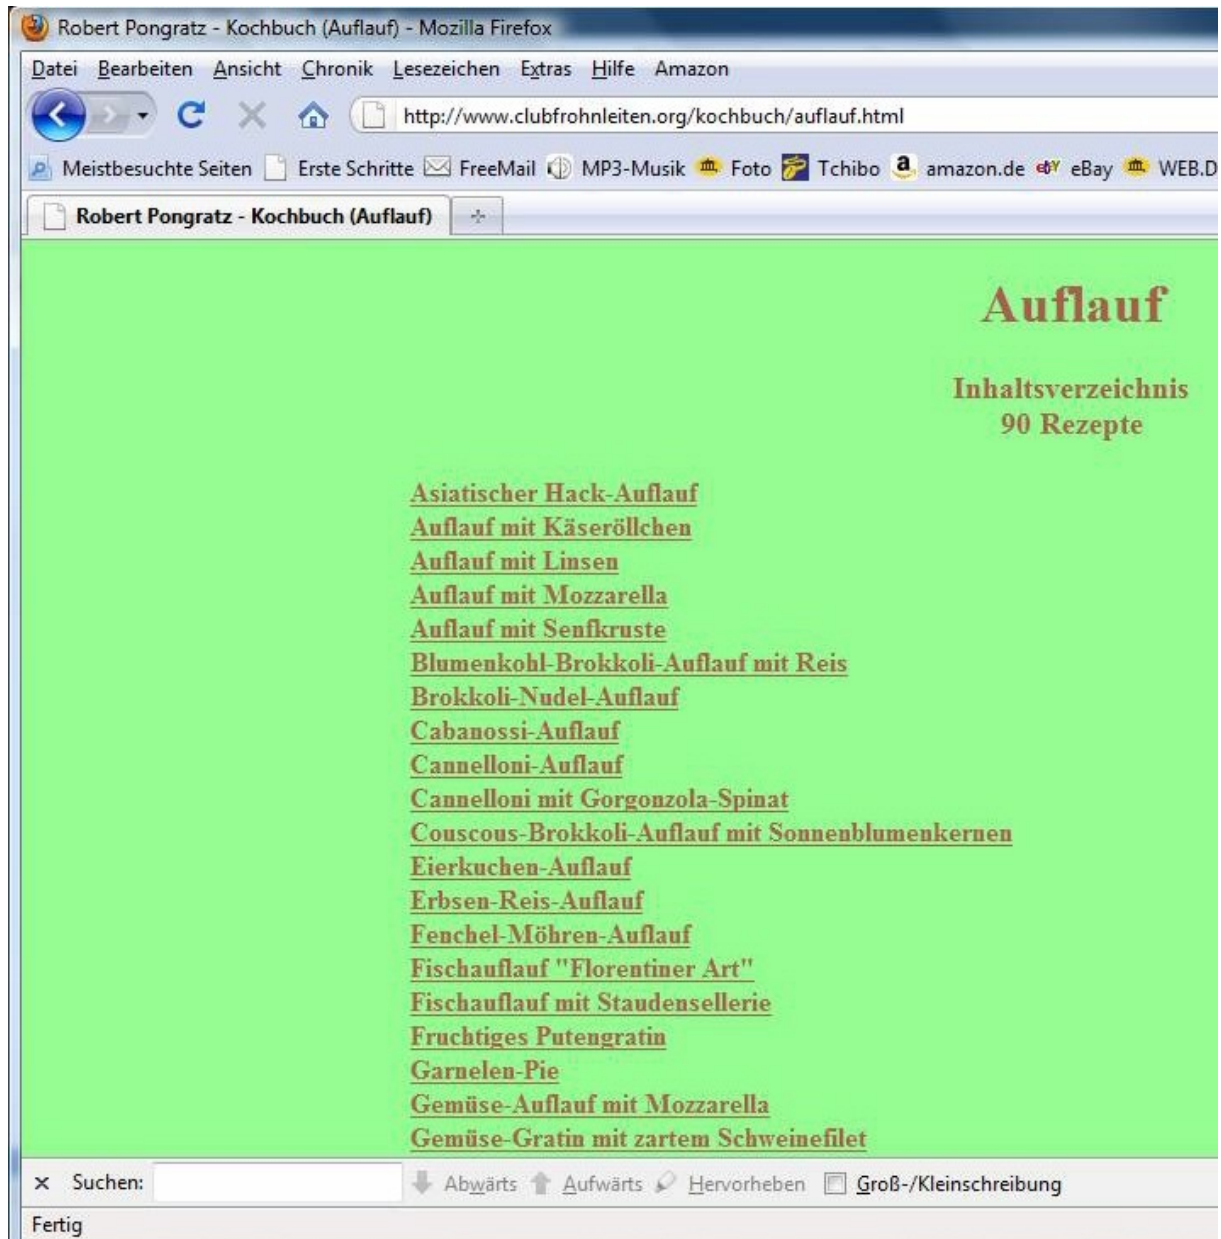 Robert Pongratz - Kochbuch (Auflauf) - Mozilla Firefox
Datei Bearbeiten Ansicht Chronik Lesezeichen Extras Hilfe Amazon
http://www.clubfrohnleiten.org/kochbuch/auflauf.html
Meistbesuchte Seiten Erste Schritte FreeMail MP3-Musik Foto Tchibo a amazon.de ebY eBay WEB.D
Robert Pongratz - Kochbuch (Auflauf)
Auflauf
Inhaltsverzeichnis
90 Rezepte
Asiatischer Hack-Auflauf
Auflauf mit Käseröllchen
Auflauf mit Linsen
Auflauf mit Mozzarella
Auflauf mit Senfkruste
Blumenkohl-Brokkoli-Auflauf mit Reis
Brokkoli-Nudel-Auflauf
Cabanossi-Auflauf
Cannelloni-Auflauf
Cannelloni mit Gorgonzola-Spinat
Couscous-Brokkoli-Auflauf mit Sonnenblumenkernen
Eierkuchen-Auflauf
Erbsen-Reis-Auflauf
Fenchel-Möhren-Auflauf
Fischauflauf "Florentiner Art"
Fischauflauf mit Staudensellerie
Fruchtiges Putengratin
Garnelen-Pie
Gemüse-Auflauf mit Mozzarella
Gemüse-Gratin mit zartem Schweinefilet
x Suchen: Abwärts Aufwärts Hervorheben Groß-/Kleinschreibung
Fertig